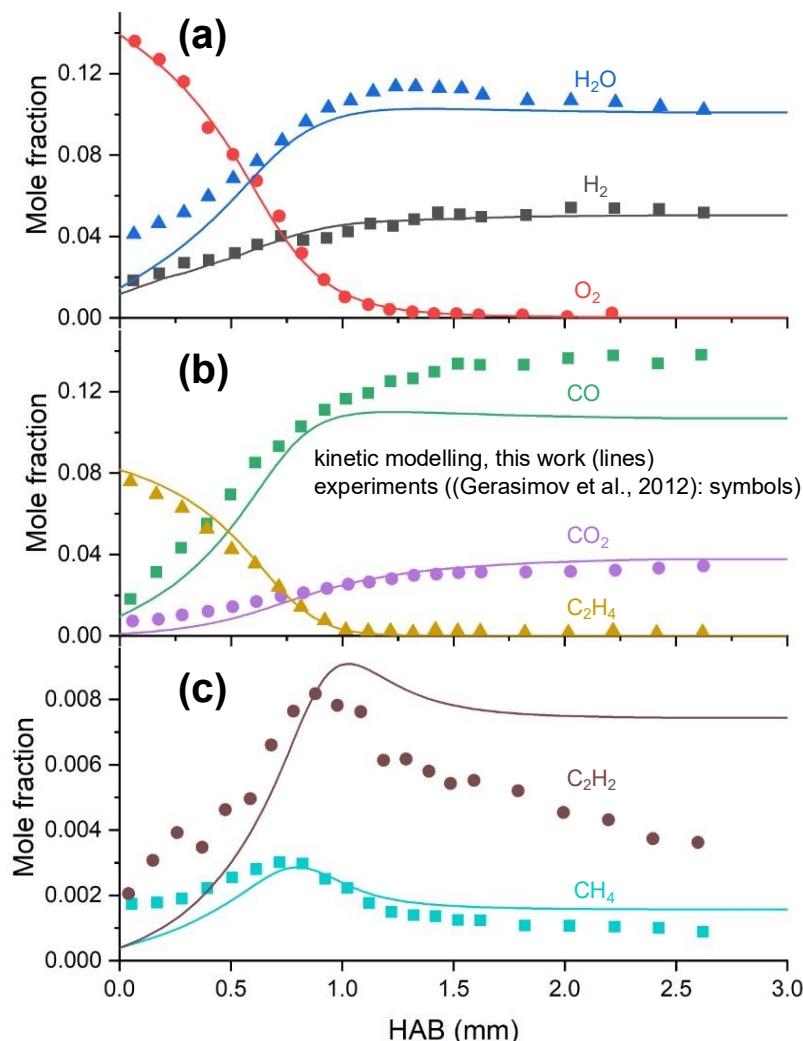 (a)
Mole fraction
0.12
0.08
0.04
0.00
H₂O
H₂
O₂
(b)
Mole fraction
0.12
0.08
0.04
0.00
CO
kinetic modelling, this work (lines)
experiments ((Gerasimov et al., 2012): symbols)
CO₂
C₂H₄
(c)
Mole fraction
0.008
0.006
0.004
0.002
0.000
C₂H₂
CH₄
0.0 0.5 1.0 1.5 2.0 2.5 3.0
HAB (mm)